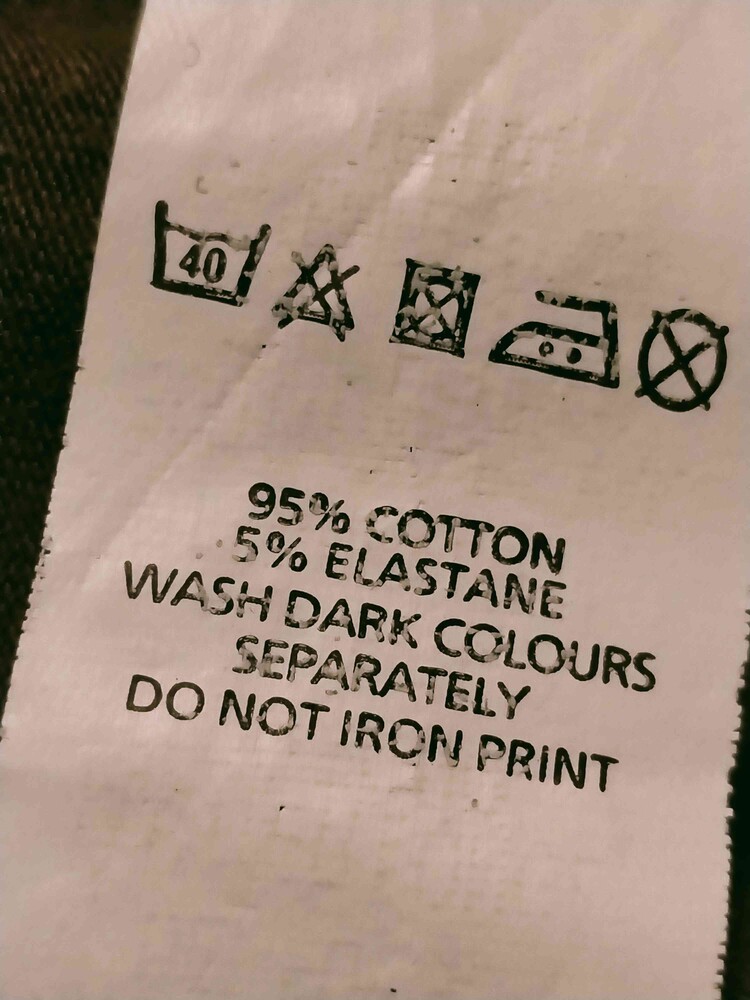 40
95% COTTON
5% ELASTANE
WASH DARK COLOURS
SEPARATELY
DO NOT IRON PRINT